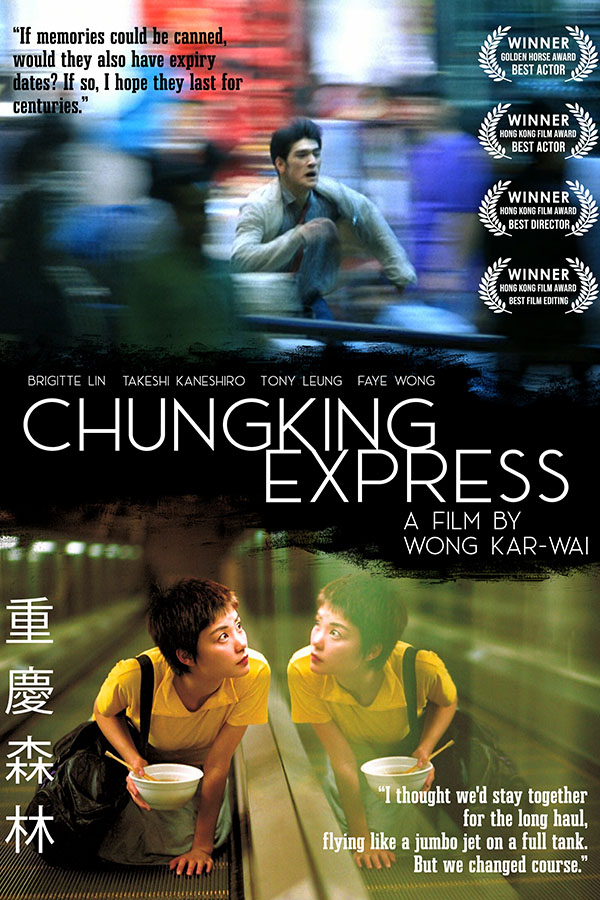 “If memories could be canned,
would they also have expiry
dates? If so, I hope they last for
centuries.”
WINNER
GOLDEN HORSE AWARD
BEST ACTOR
WINNER
HONG KONG FILM AWARD
BEST ACTOR
WINNER
HONG KONG FILM AWARD
BEST DIRECTOR
WINNER
HONG KONG FILM AWARD
BEST FILM EDITING
BRIGITTE LIN TAKESHI KANESHIRO TONY LEUNG FAYE WONG
CHUNGKING
EXPRESS
A FILM BY
WONG KAR-WAI
重慶森林
“I thought we'd stay together
for the long haul,
flying like a jumbo jet on a full tank.
But we changed course.”